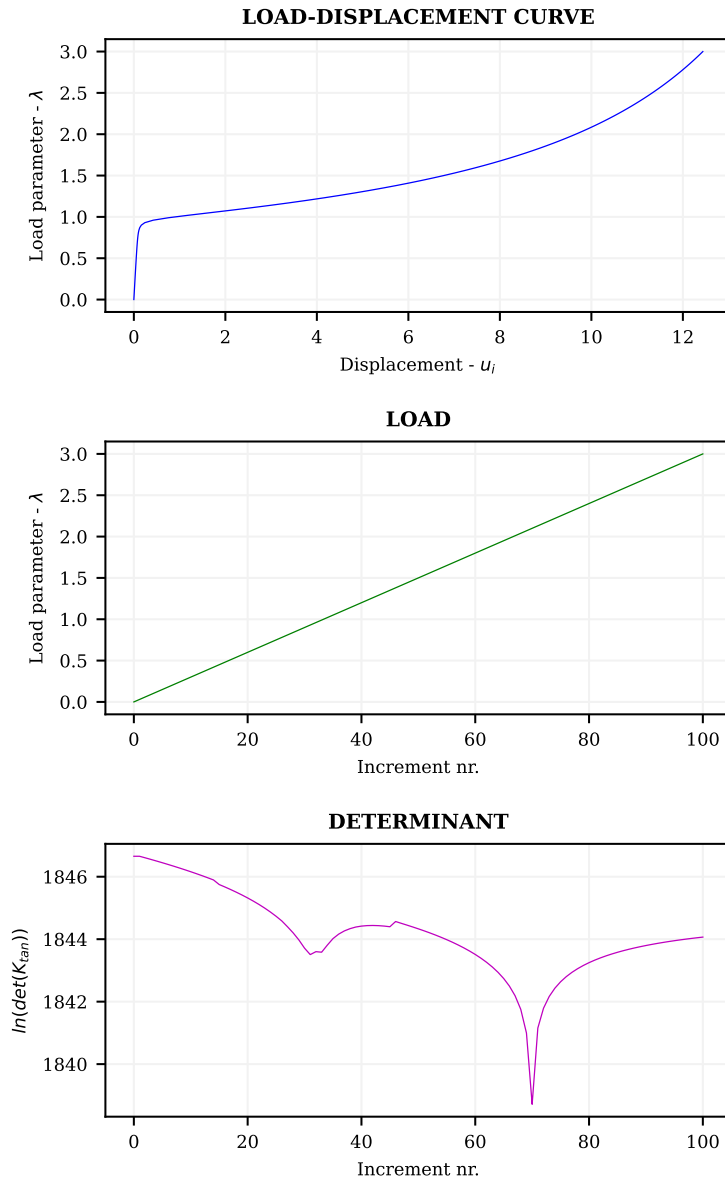 LOAD-DISPLACEMENT CURVE
Load parameter - λ
3.0
2.5
2.0
1.5
1.0
0.5
0.0
0 2 4 6 8 10 12
Displacement - u_i
LOAD
Load parameter - λ
3.0
2.5
2.0
1.5
1.0
0.5
0.0
0 20 40 60 80 100
Increment nr.
DETERMINANT
ln(det(K_tan))
1846
1844
1842
1840
0 20 40 60 80 100
Increment nr.